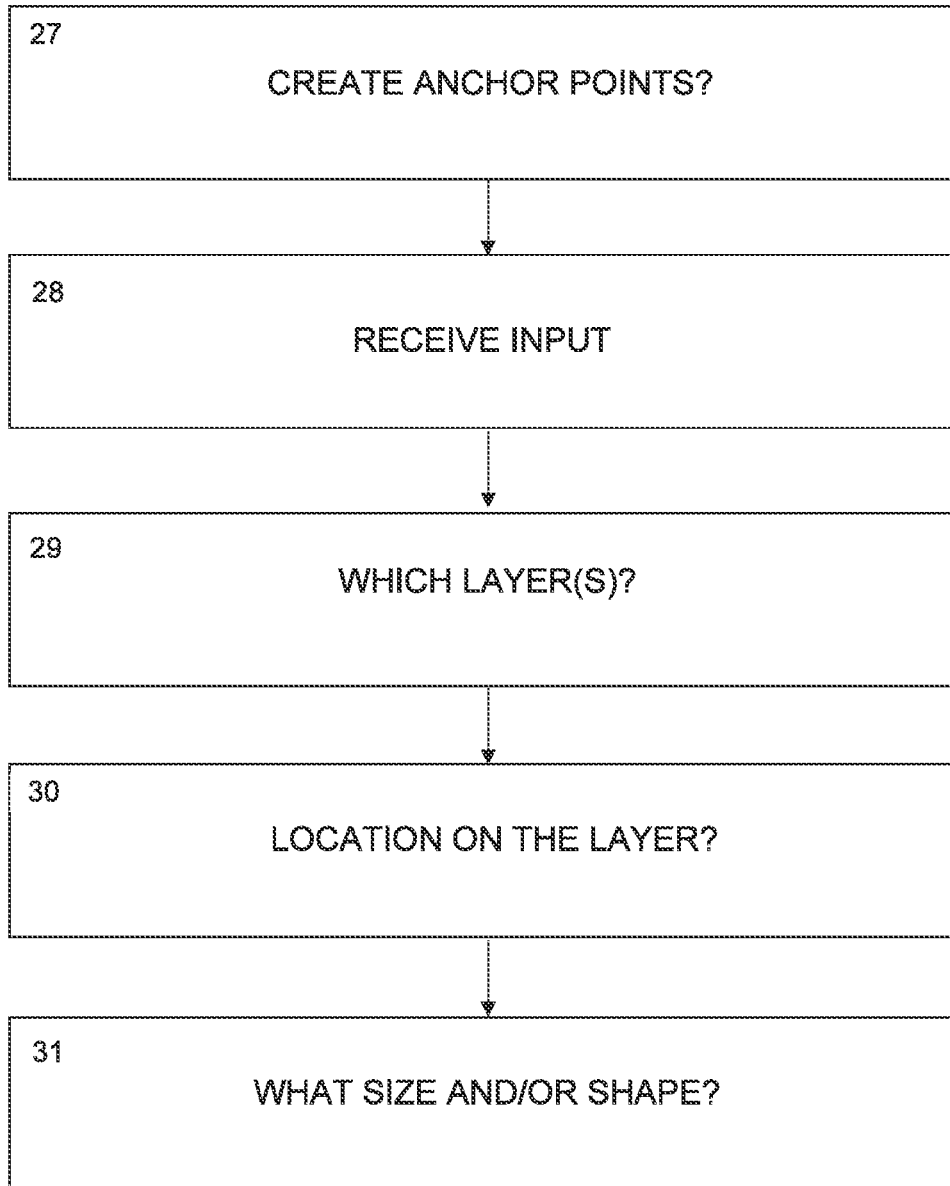 27
CREATE ANCHOR POINTS?
28
RECEIVE INPUT
29
WHICH LAYER(S)?
30
LOCATION ON THE LAYER?
31
WHAT SIZE AND/OR SHAPE?